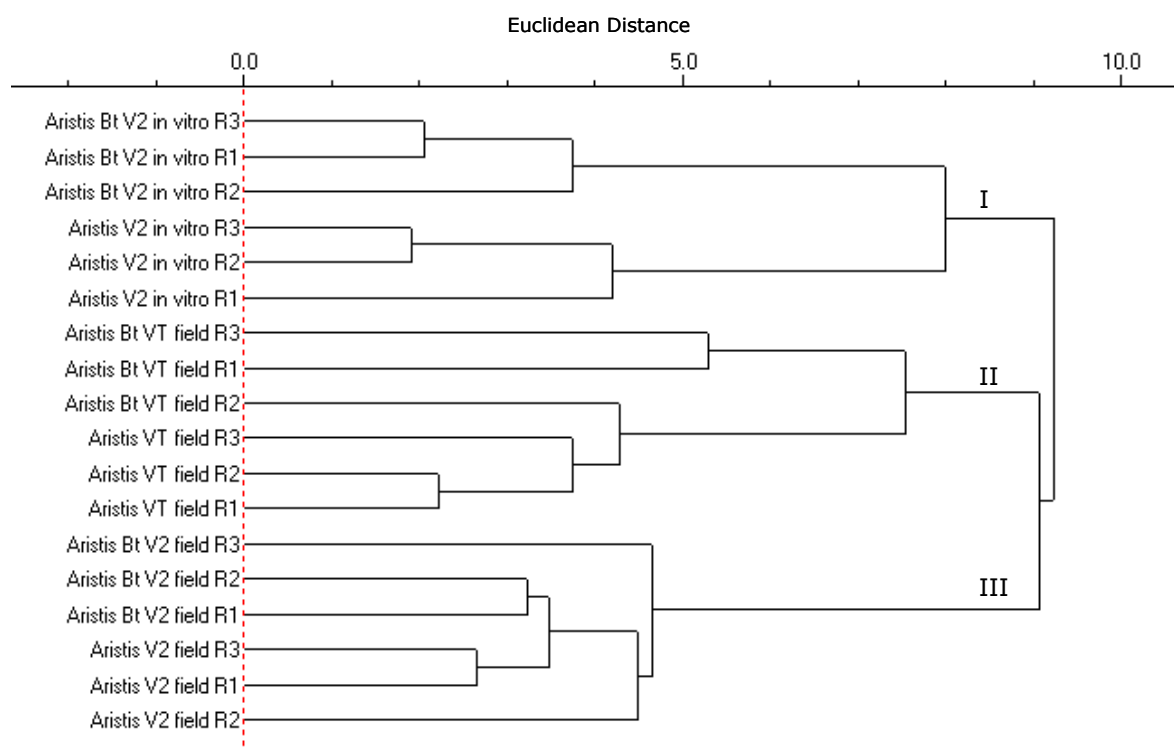 Euclidean Distance
0.0 5.0 10.0
Aristis Bt V2 in vitro R3
Aristis Bt V2 in vitro R1
Aristis Bt V2 in vitro R2
I
Aristis V2 in vitro R3
Aristis V2 in vitro R2
Aristis V2 in vitro R1
Aristis Bt VT field R3
Aristis Bt VT field R1
II
Aristis Bt VT field R2
Aristis VT field R3
Aristis VT field R2
Aristis VT field R1
Aristis Bt V2 field R3
Aristis Bt V2 field R2
III
Aristis Bt V2 field R1
Aristis V2 field R3
Aristis V2 field R1
Aristis V2 field R2